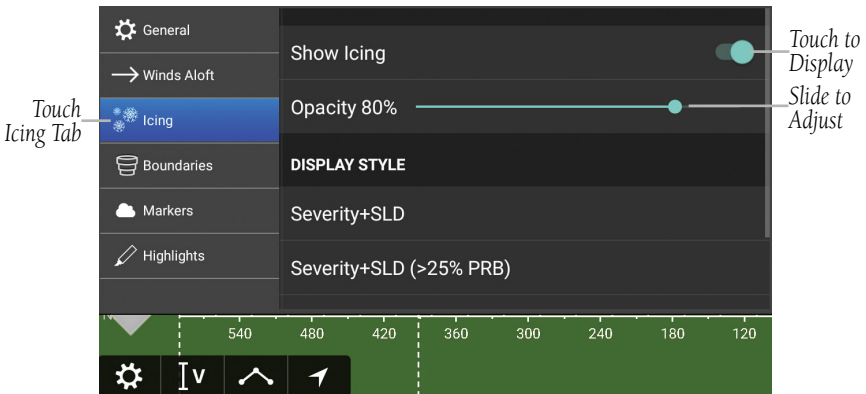 General
Winds Aloft
Icing
Boundaries
Markers
Highlights
Show Icing
Opacity 80%
DISPLAY STYLE
Severity+SLD
Severity+SLD (>25% PRB)
Touch
Icing Tab
Touch to
Display
Slide to
Adjust
540 480 420 360 300 240 180 120
V